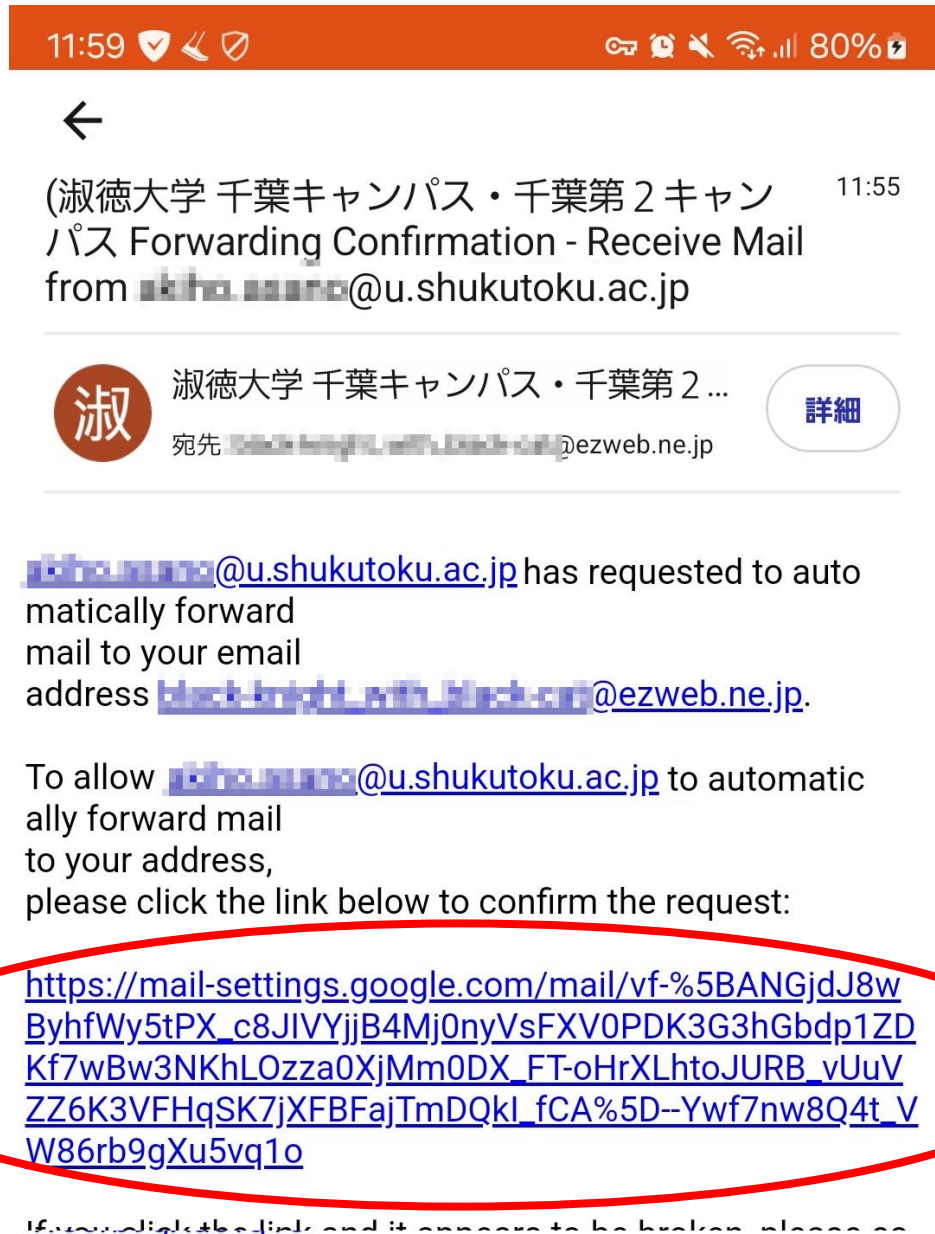 11:59 80%
(淑徳大学 千葉キャンパス・千葉第2キャン 11:55
パス Forwarding Confirmation - Receive Mail
from @u.shukutoku.ac.jp
淑 淑徳大学 千葉キャンパス・千葉第2... 詳細
宛先 @ezweb.ne.jp
@u.shukutoku.ac.jp has requested to auto
matically forward
mail to your email
address @ezweb.ne.jp.
To allow @u.shukutoku.ac.jp to automatic
ally forward mail
to your address,
please click the link below to confirm the request:
https://mail-settings.google.com/mail/vf-%5BANGjdJ8w
ByhfWy5tPX_c8JIVYjjB4Mj0nyVsFXV0PDK3G3hGbdp1ZD
Kf7wBw3NKhLOzza0XjMm0DX_FT-oHrXLhtoJURB_vUuV
ZZ6K3VFHqSK7jXFBFajTmDQkI_fCA%5D--Ywf7nw8Q4t_V
W86rb9gXu5vq1o